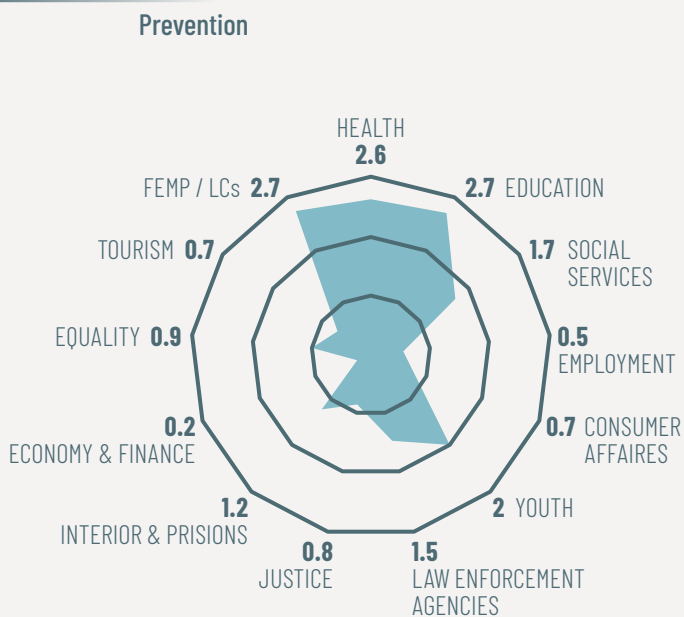 Prevention
HEALTH
2.6
FEMP / LCs 2.7
2.7 EDUCATION
TOURISM 0.7
1.7 SOCIAL
SERVICES
EQUALITY 0.9
0.5
EMPLOYMENT
0.2
ECONOMY & FINANCE
0.7 CONSUMER
AFFAIRES
1.2
INTERIOR & PRISIONS
2 YOUTH
0.8
JUSTICE
1.5
LAW ENFORCEMENT
AGENCIES